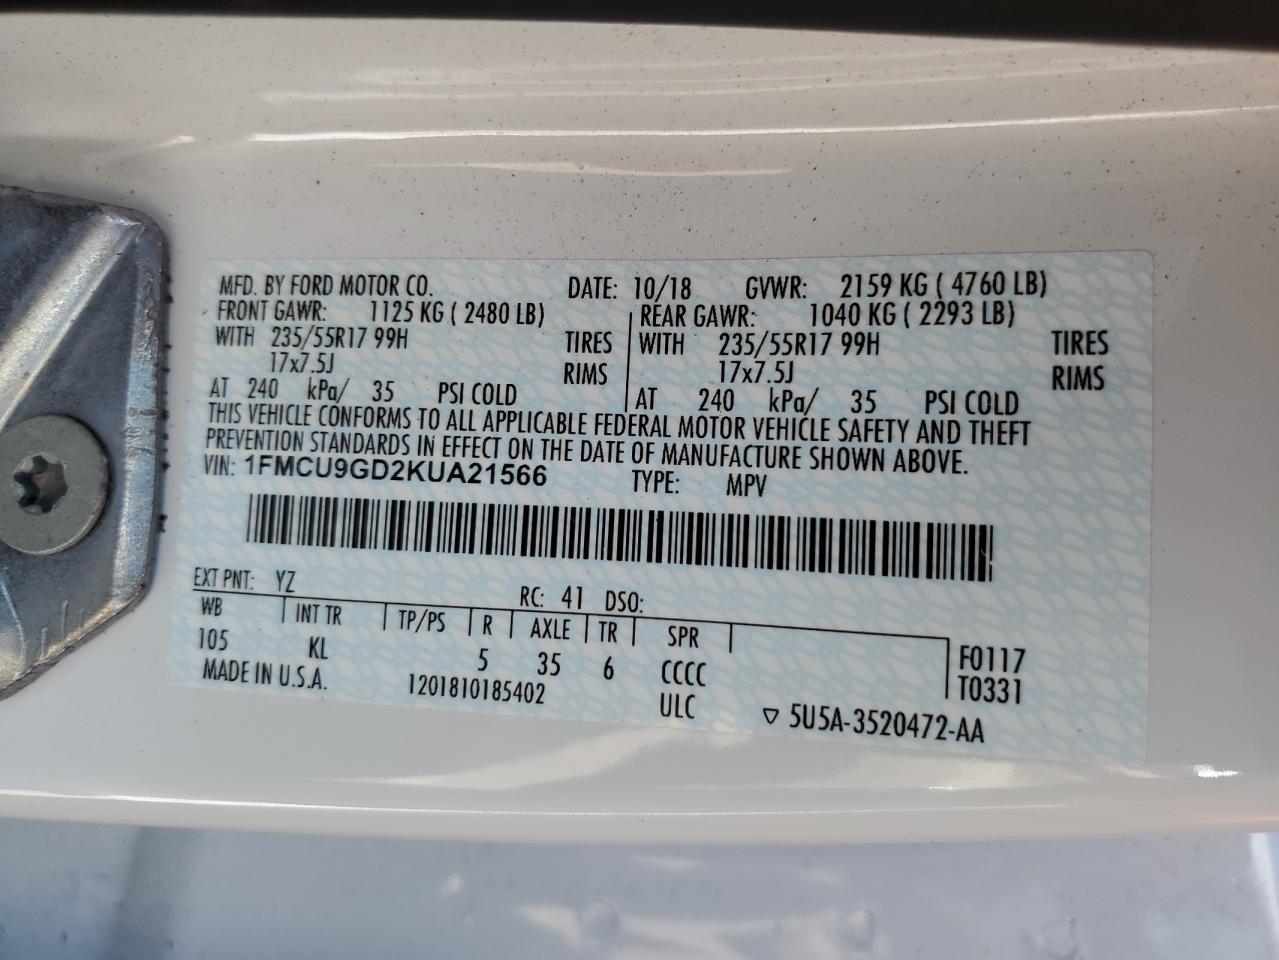 MFD. BY FORD MOTOR CO. DATE: 10/18 GVWR: 2159 KG ( 4760 LB)
FRONT GAWR: 1125 KG ( 2480 LB) REAR GAWR: 1040 KG ( 2293 LB)
WITH 235/55R17 99H TIRES WITH 235/55R17 99H TIRES
17x7.5J RIMS 17x7.5J RIMS
AT 240 kPa/ 35 PSI COLD AT 240 kPa/ 35 PSI COLD
THIS VEHICLE CONFORMS TO ALL APPLICABLE FEDERAL MOTOR VEHICLE SAFETY AND THEFT
PREVENTION STANDARDS IN EFFECT ON THE DATE OF MANUFACTURE SHOWN ABOVE.
VIN: 1FMCU9GD2KUA21566 TYPE: MPV
EXT PNT: YZ RC: 41 DSO:
WB INT TR TP/PS R AXLE TR SPR
105 KL 5 35 6 CCCC F0117
MADE IN U.S.A. 1201810185402 ULC T0331
▽ 5U5A-3520472-AA